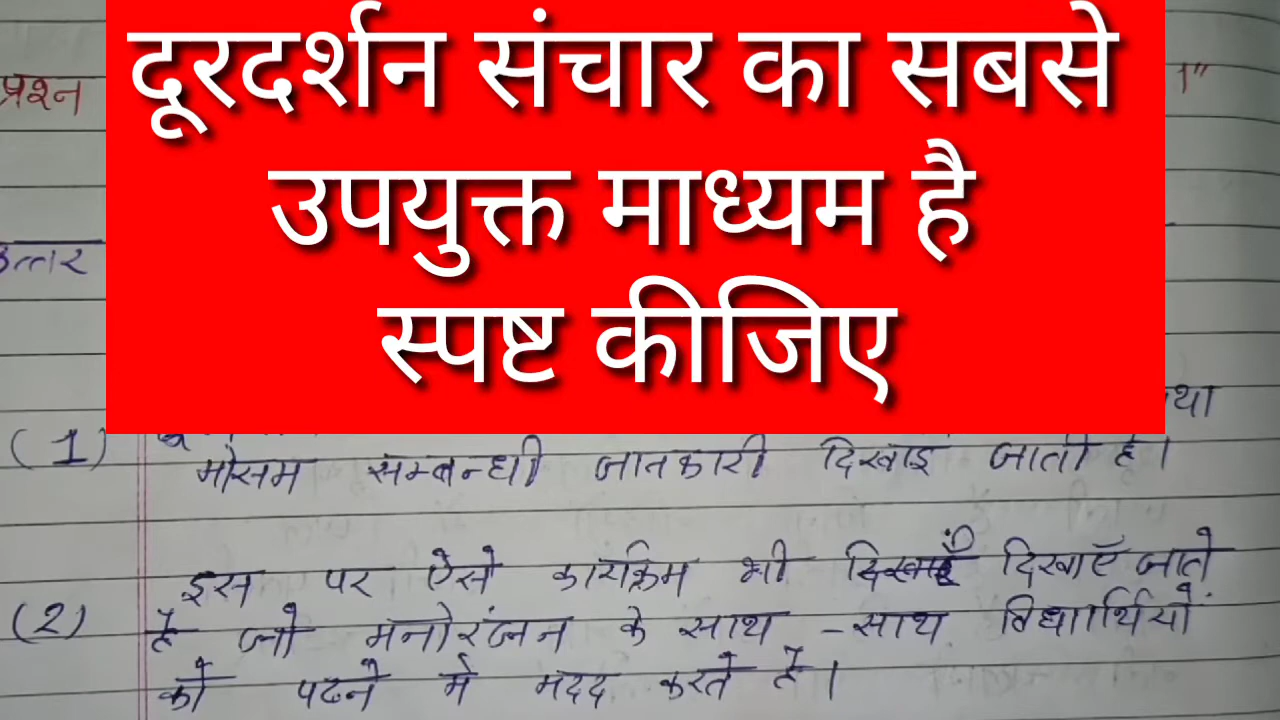 दूरदर्शन संचार का सबसे
उपयुक्त माध्यम है
स्पष्ट कीजिए
प्रश्न ।"
उत्तर
(1)
मौसम सम्बन्धी जानकारी दिखाई जाती है।
इस पर ऐसे कार्यक्रम भी दिखाएँ जाते
(2) है जो मनोरंजन के साथ -साथ विद्यार्थियों
को पढने मे मदद करते है।